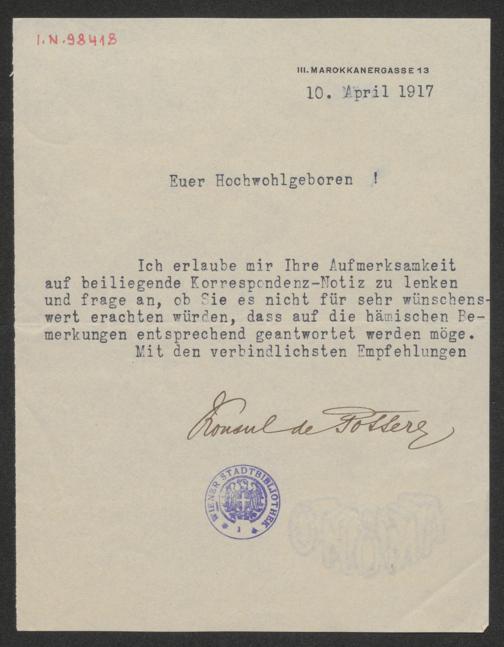 I.N.98418
III. MAROKKANERGASSE 13
10. April 1917
Euer Hochwohlgeboren !
Ich erlaube mir Ihre Aufmerksamkeit
auf beiliegende Korrespondenz-Notiz zu lenken
und frage an, ob Sie es nicht für sehr wünschens-
wert erachten würden, dass auf die hämischen Be-
merkungen entsprechend geantwortet werden möge.
Mit den verbindlichsten Empfehlungen
Konsul de
WIENER STADTBIBLIOTHEK
1